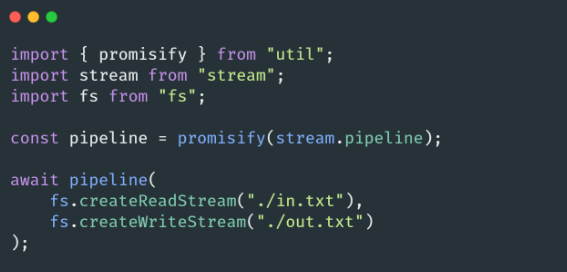 import { promisify } from "util";
import stream from "stream";
import fs from "fs";

const pipeline = promisify(stream.pipeline);

await pipeline(
    fs.createReadStream("./in.txt"),
    fs.createWriteStream("./out.txt")
);